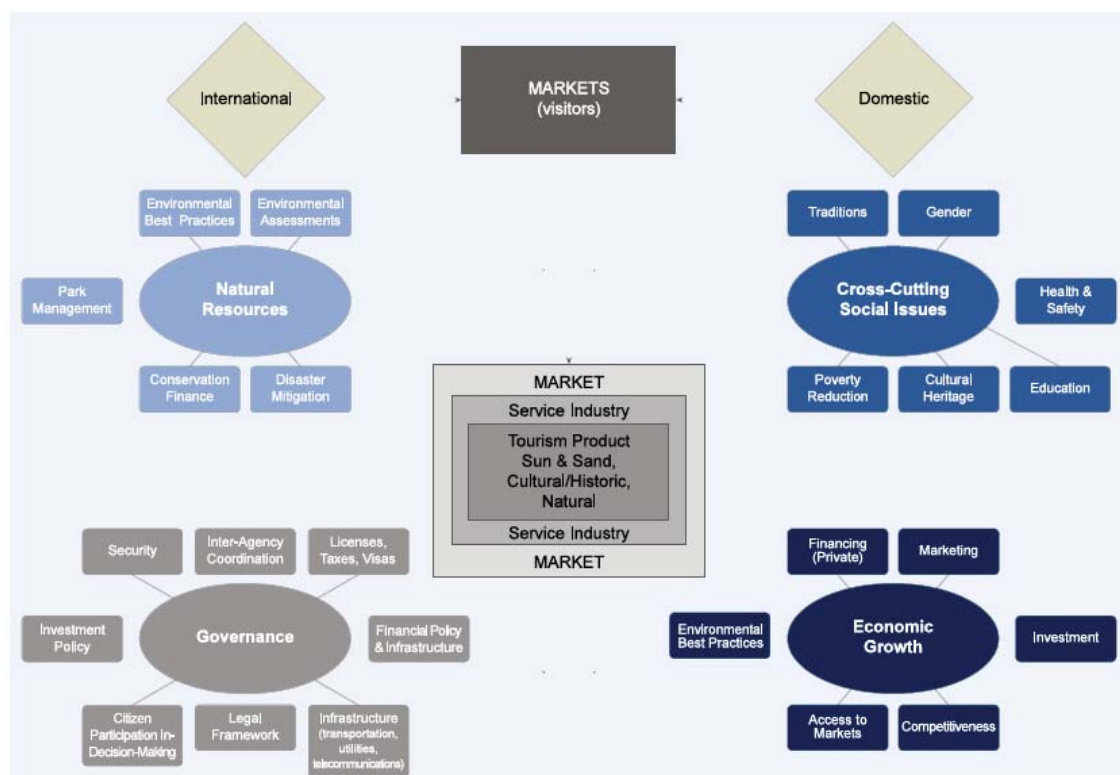 International
MARKETS
(visitors)
Domestic
Environmental
Best Practices
Environmental
Assessments
Park
Management
Natural
Resources
Conservation
Finance
Disaster
Mitigation
Traditions
Gender
Cross-Cutting
Social Issues
Health &
Safety
Poverty
Reduction
Cultural
Heritage
Education
MARKET
Service Industry
Tourism Product
Sun & Sand,
Cultural/Historic,
Natural
Service Industry
MARKET
Security
Inter-Agency
Coordination
Licenses,
Taxes, Visas
Investment
Policy
Governance
Financial Policy
& Infrastructure
Citizen
Participation In-
Decision-Making
Legal
Framework
Infrastructure
(transportation,
utilities,
telecommunications)
Financing
(Private)
Marketing
Environmental
Best Practices
Economic
Growth
Investment
Access to
Markets
Competitiveness